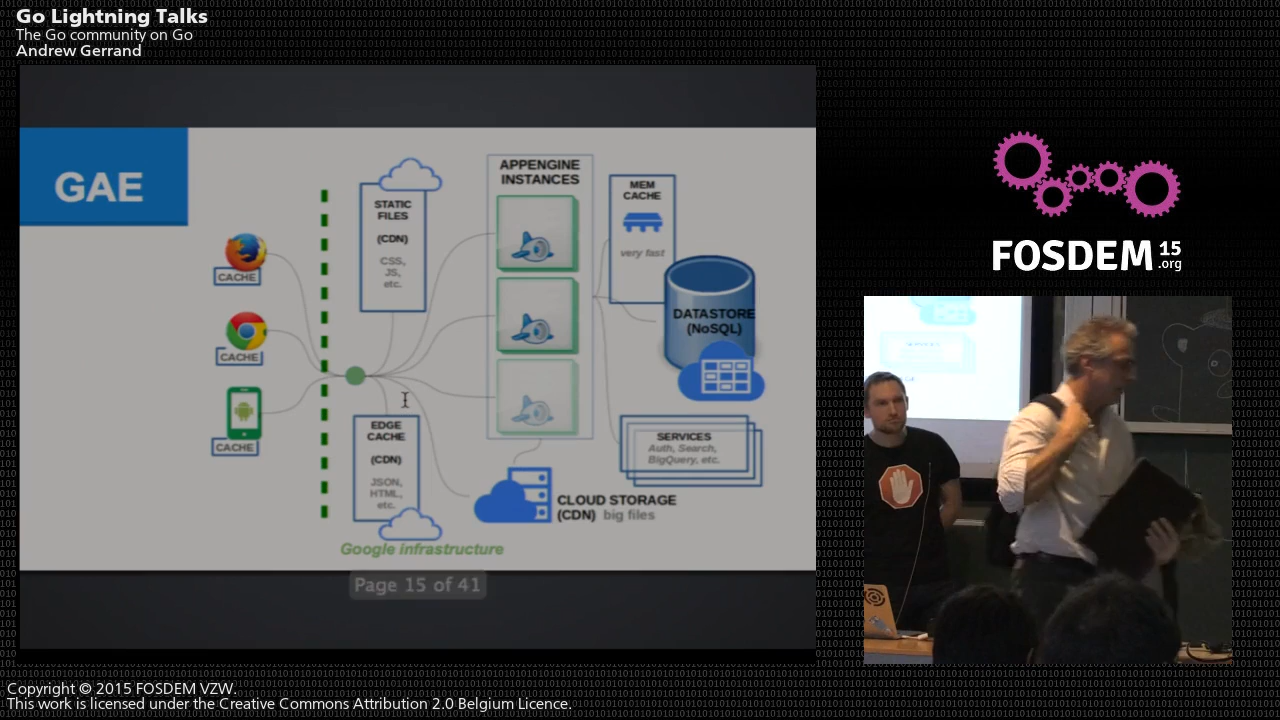 Go Lightning Talks
The Go community on Go
Andrew Gerrand
GAE
CACHE
CACHE
CACHE
STATIC
FILES
(CDN)
CSS,
JS,
etc.
EDGE
CACHE
(CDN)
JSON,
HTML,
etc.
Google infrastructure
APPENGINE
INSTANCES
MEM
CACHE
very fast
DATASTORE
(NoSQL)
SERVICES
Auth, Search,
BigQuery, etc.
CLOUD STORAGE
(CDN) big files
Page 15 of 41
FOSDEM 15
.org
Copyright © 2015 FOSDEM VZW.
This work is licensed under the Creative Commons Attribution 2.0 Belgium Licence.